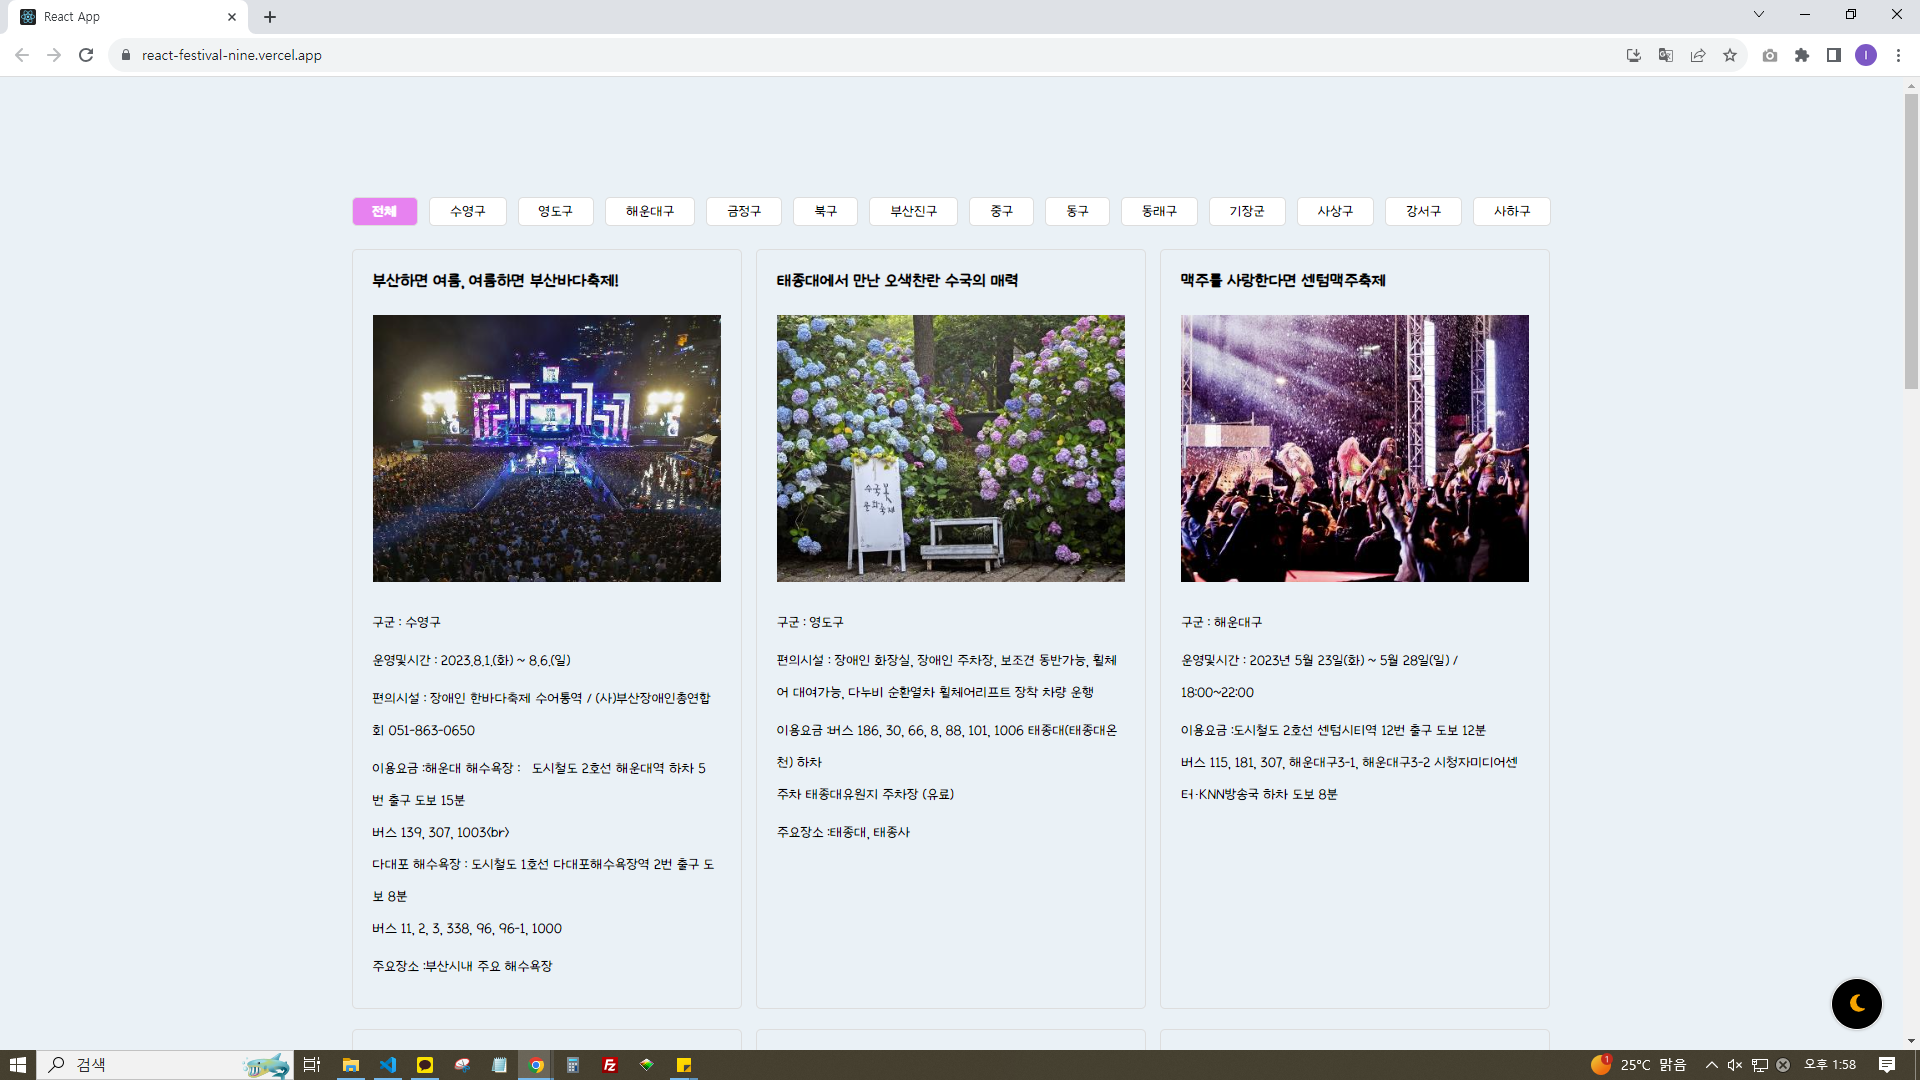 React App
react-festival-nine.vercel.app
전체 수영구 영도구 해운대구 금정구 북구 부산진구 중구 동구 동래구 기장군 사상구 강서구 사하구
부산하면 여름, 여름하면 부산바다축제!
구군 : 수영구
운영및시간 : 2023.8.1.(화) ~ 8.6.(일)
편의시설 : 장애인 한바다축제 수어통역 / (사)부산장애인총연합
회 051-863-0650
이용요금 :해운대 해수욕장 : 도시철도 2호선 해운대역 하차 5
번 출구 도보 15분
버스 139, 307, 1003<br>
다대포 해수욕장 : 도시철도 1호선 다대포해수욕장역 2번 출구 도
보 8분
버스 11, 2, 3, 338, 96, 96-1, 1000
주요장소 :부산시내 주요 해수욕장
태종대에서 만난 오색찬란 수국의 매력
수국꽃
문화축제
구군 : 영도구
편의시설 : 장애인 화장실, 장애인 주차장, 보조견 동반가능, 휠체
어 대여가능, 다누비 순환열차 휠체어리프트 장착 차량 운행
이용요금 :버스 186, 30, 66, 8, 88, 101, 1006 태종대(태종대온
천) 하차
주차 태종대유원지 주차장 (유료)
주요장소 :태종대, 태종사
맥주를 사랑한다면 센텀맥주축제
구군 : 해운대구
운영및시간 : 2023년 5월 23일(화) ~ 5월 28일(일) /
18:00~22:00
이용요금 :도시철도 2호선 센텀시티역 12번 출구 도보 12분
버스 115, 181, 307, 해운대구3-1, 해운대구3-2 시청자미디어센
터·KNN방송국 하차 도보 8분
검색
1
25°C 맑음
오후 1:58